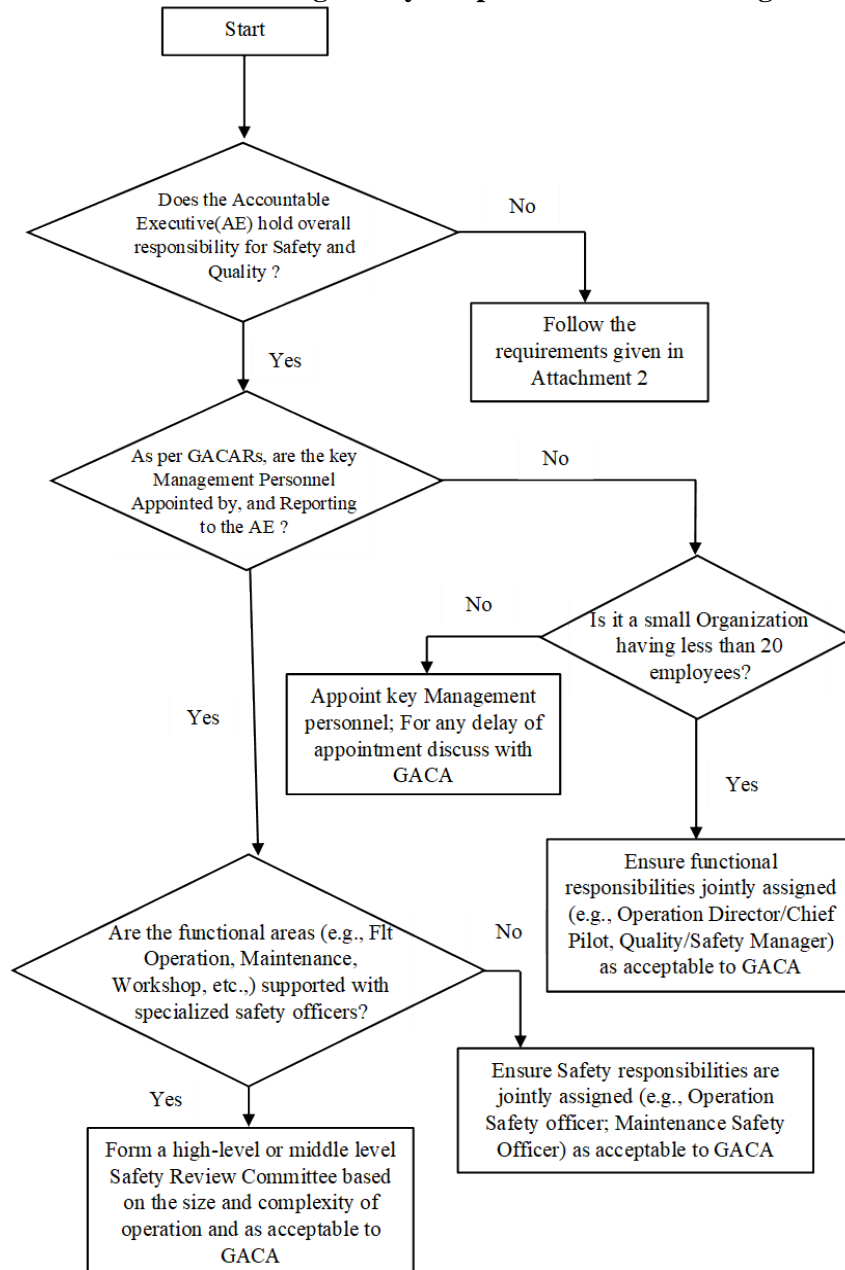 Start
Does the Accountable
Executive(AE) hold overall
responsibility for Safety and
Quality ?
No
Follow the
requirements given in
Attachment 2
Yes
As per GACARs, are the key
Management Personnel
Appointed by, and Reporting
to the AE ?
No
Is it a small Organization
having less than 20
employees?
No
Appoint key Management
personnel; For any delay of
appointment discuss with
GACA
Yes
Yes
Ensure functional
responsibilities jointly assigned
(e.g., Operation Director/Chief
Pilot, Quality/Safety Manager)
as acceptable to GACA
Are the functional areas (e.g., Flt
Operation, Maintenance,
Workshop, etc.,) supported with
specialized safety officers?
No
Ensure Safety responsibilities are
jointly assigned (e.g., Operation
Safety officer; Maintenance Safety
Officer) as acceptable to GACA
Yes
Form a high-level or middle level
Safety Review Committee based
on the size and complexity of
operation and as acceptable to
GACA